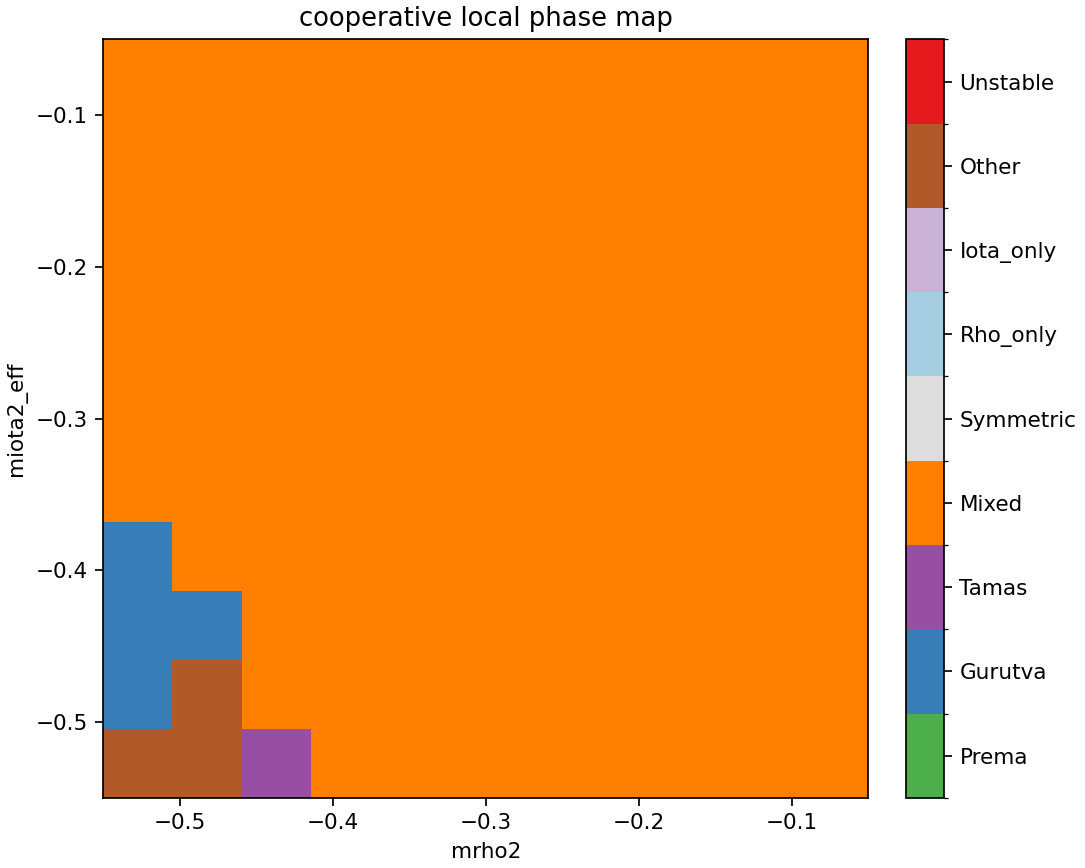 cooperative local phase map
−0.1
−0.2
−0.3
−0.4
−0.5
miota2_eff
−0.5
−0.4
−0.3
−0.2
−0.1
mrho2
Unstable
Other
Iota_only
Rho_only
Symmetric
Mixed
Tamas
Gurutva
Prema